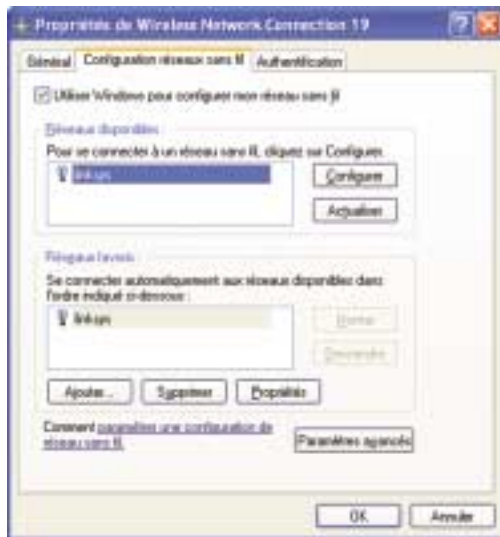 Propriétés de Wireless Network Connection 19
Général
Configuration réseaux sans fil
Authentification
Utiliser Windows pour configurer mon réseau sans fil
Réseaux disponibles
Pour se connecter à un réseau sans fil, cliquez sur Configurer.
linksys
Configurer
Actualiser
Réseaux favoris
Se connecter automatiquement aux réseaux disponibles dans
l'ordre indiqué ci-dessous :
linksys
Monter
Descendre
Ajouter...
Supprimer
Propriétés
Comment paramétrer une configuration de
réseau sans fil.
Paramètres avancés
OK
Annuler